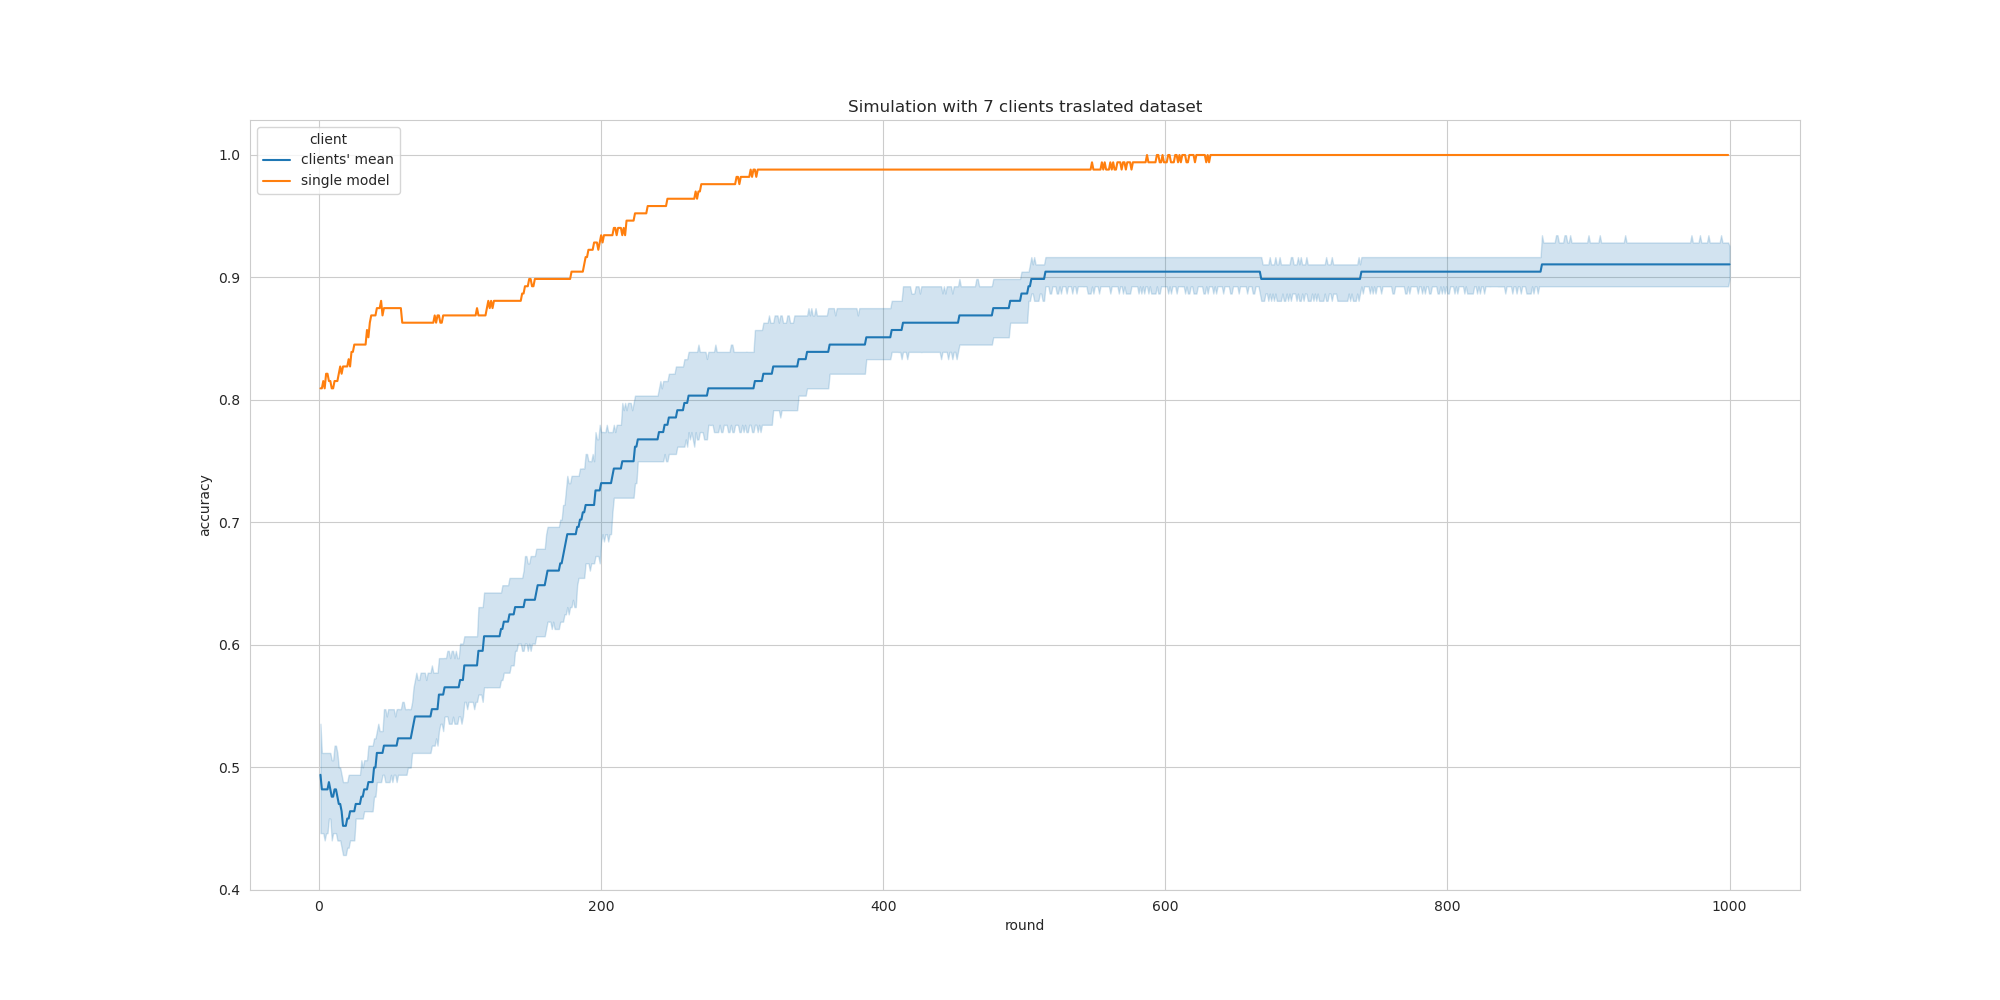 Simulation with 7 clients traslated dataset
client
clients' mean
single model
1.0
0.9
0.8
0.7
0.6
0.5
0.4
accuracy
0 200 400 600 800 1000
round